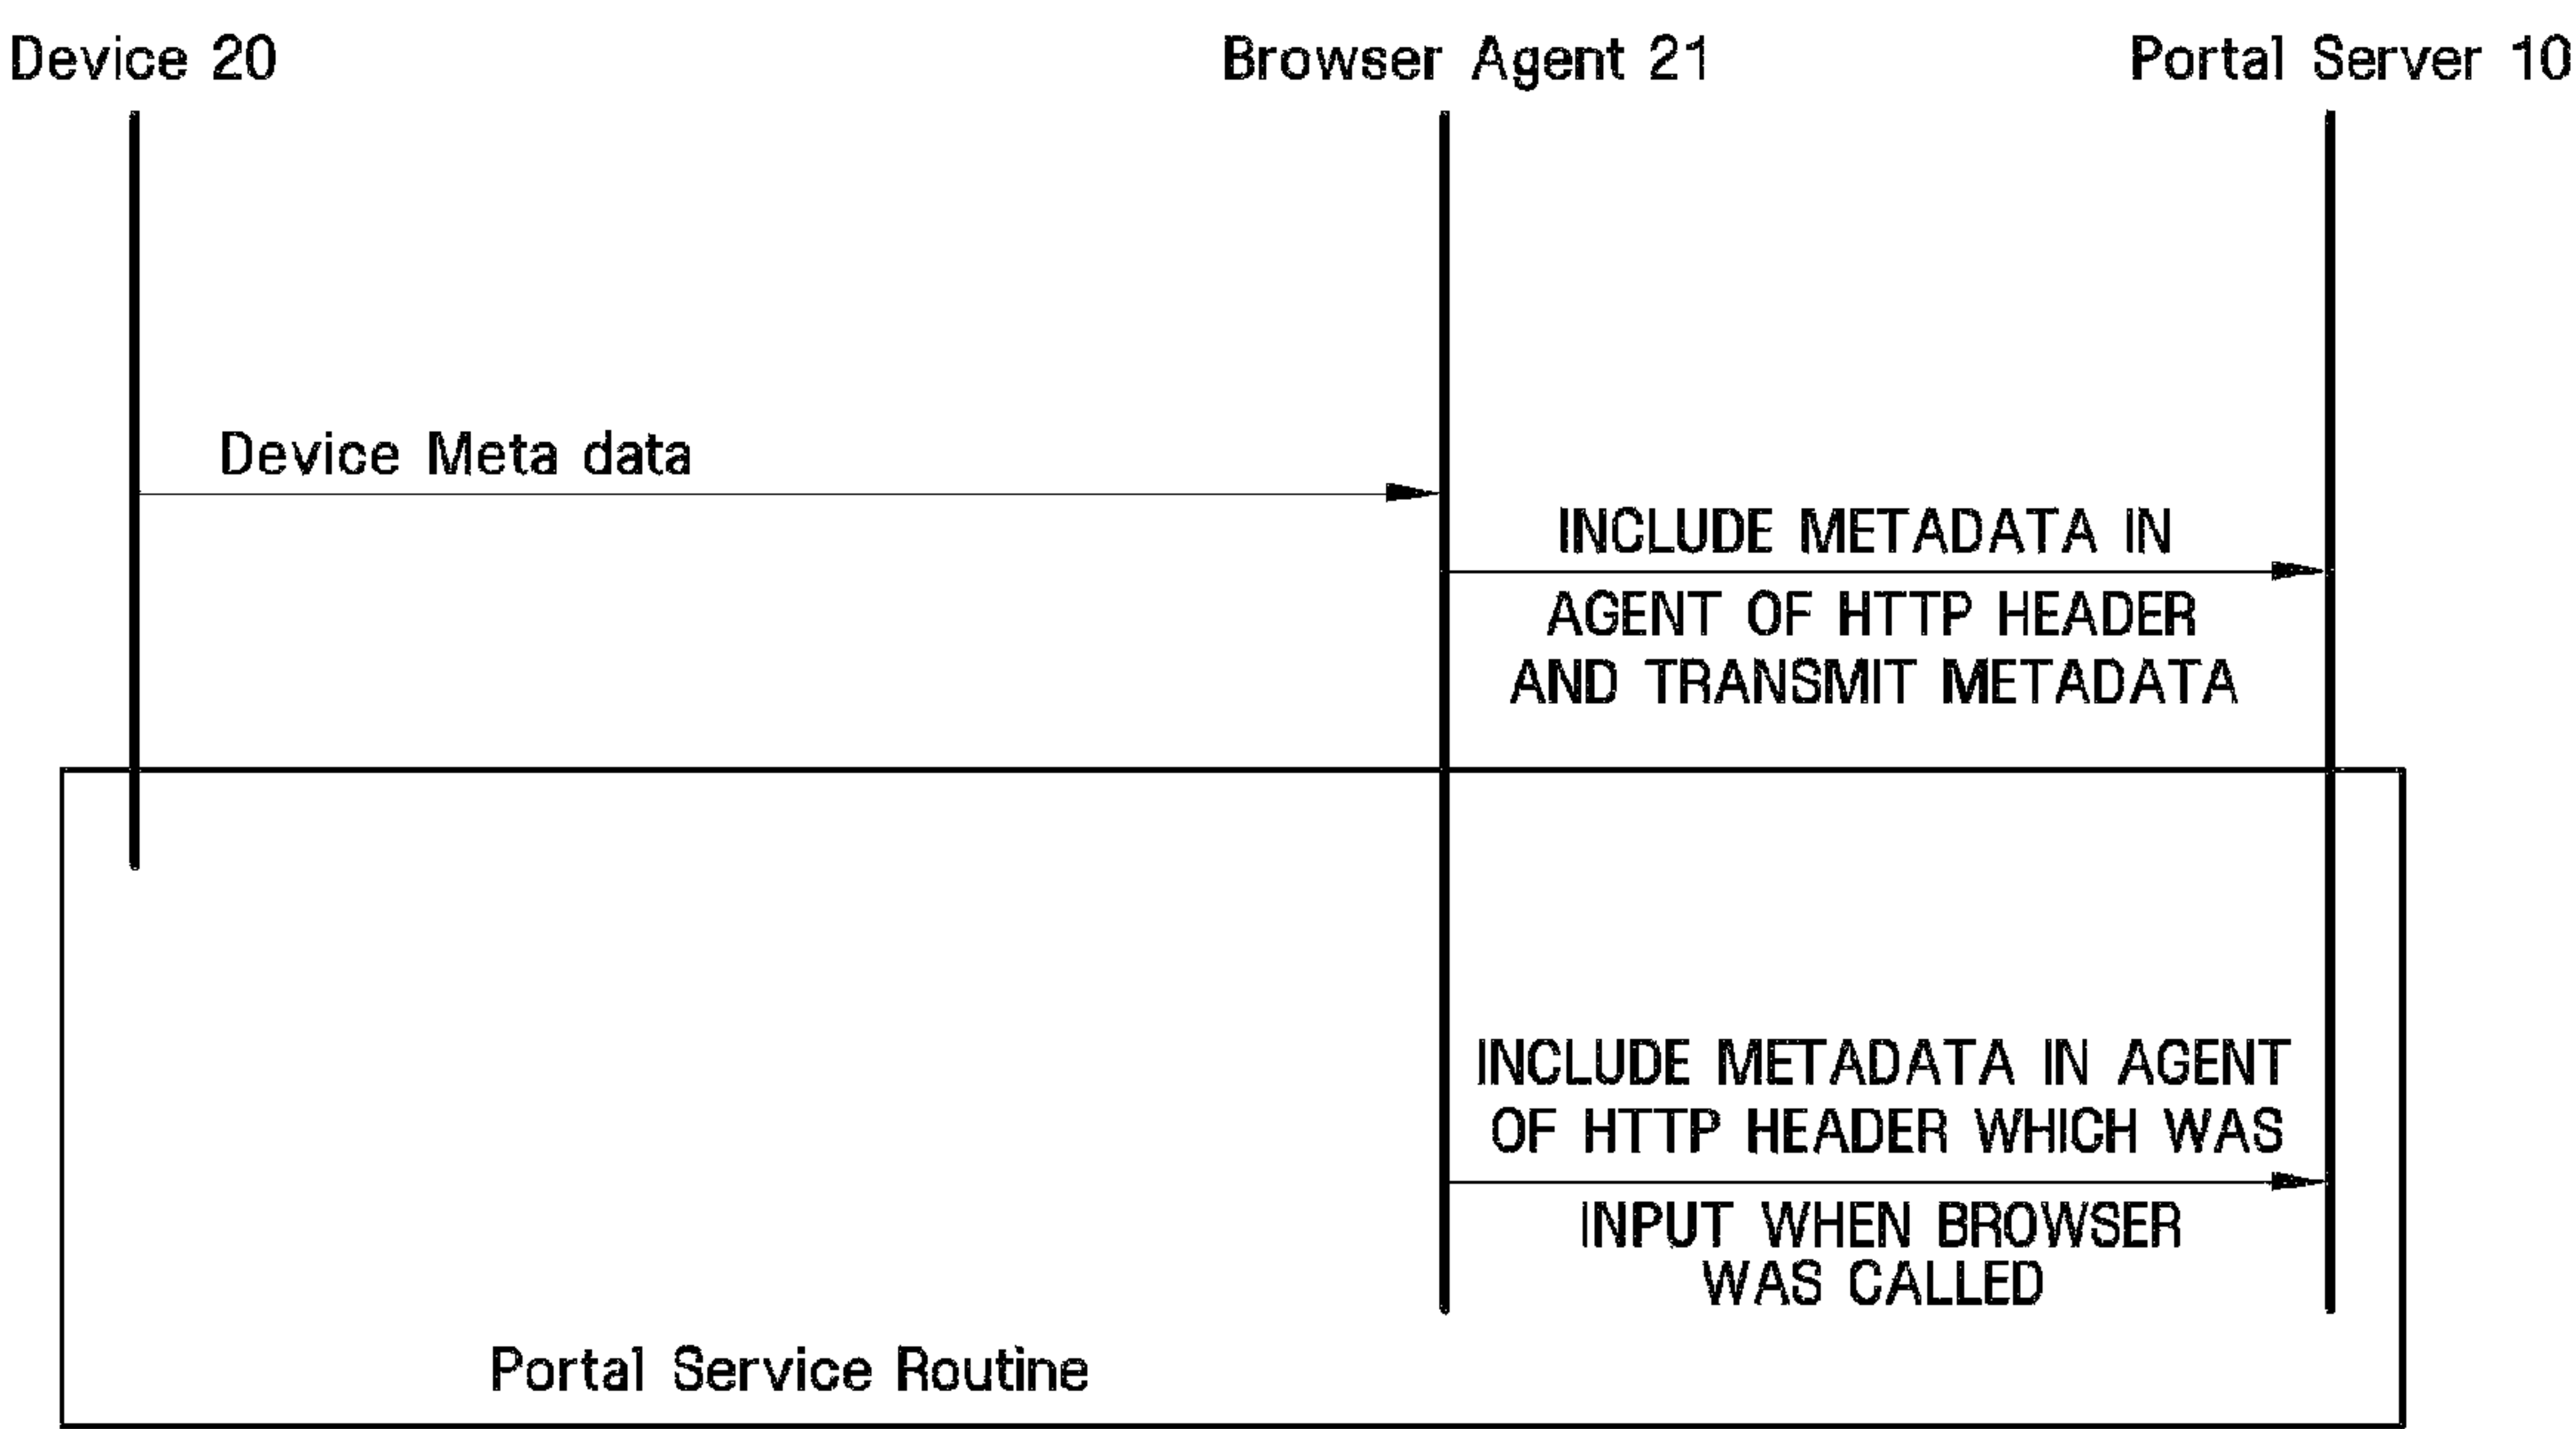 Device 20
Browser Agent 21
Portal Server 10
Device Meta data
INCLUDE METADATA IN
AGENT OF HTTP HEADER
AND TRANSMIT METADATA
INCLUDE METADATA IN AGENT
OF HTTP HEADER WHICH WAS
INPUT WHEN BROWSER
WAS CALLED
Portal Service Routine